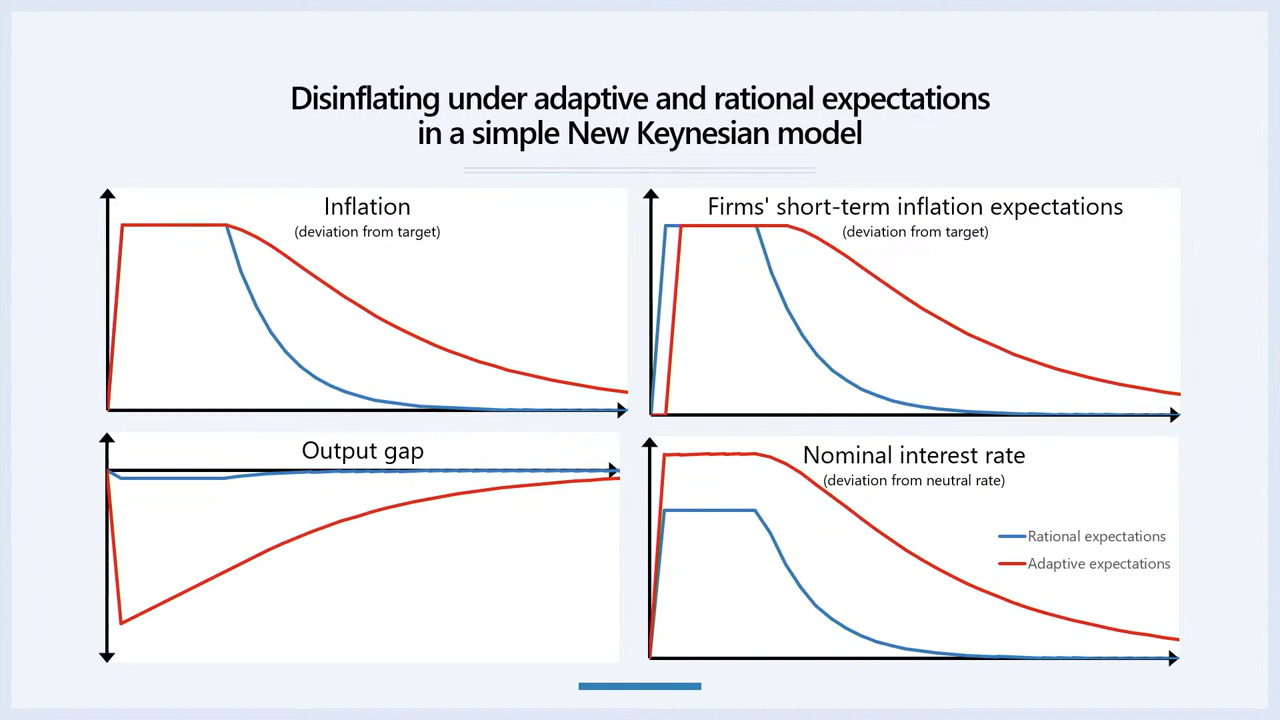 Disinflating under adaptive and rational expectations
in a simple New Keynesian model
Inflation
(deviation from target)
Firms' short-term inflation expectations
(deviation from target)
Output gap
Nominal interest rate
(deviation from neutral rate)
Rational expectations
Adaptive expectations